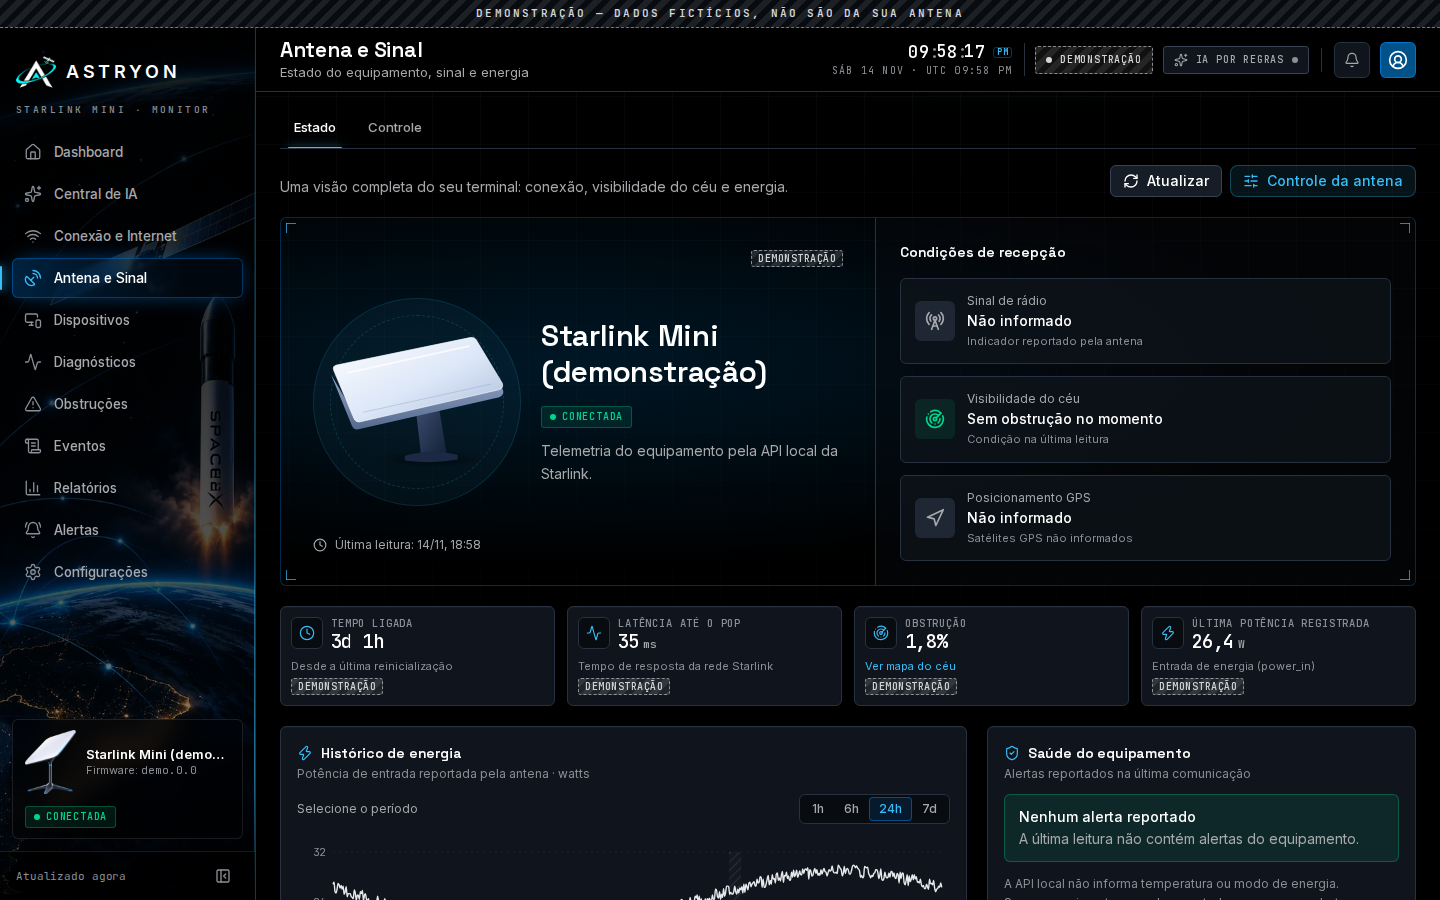 DEMONSTRAÇÃO — DADOS FICTÍCIOS, NÃO SÃO DA SUA ANTENA
ASTRYON
STARLINK MINI · MONITOR
Dashboard
Central de IA
Conexão e Internet
Antena e Sinal
Dispositivos
Diagnósticos
Obstruções
Eventos
Relatórios
Alertas
Configurações
SPACEX
Starlink Mini (demo...
Firmware: demo.0.0
CONECTADA
Atualizado agora
Antena e Sinal
Estado do equipamento, sinal e energia
09:58:17 PM
SÁB 14 NOV · UTC 09:58 PM
DEMONSTRAÇÃO
IA POR REGRAS
Estado
Controle
Uma visão completa do seu terminal: conexão, visibilidade do céu e energia.
Atualizar
Controle da antena
DEMONSTRAÇÃO
Starlink Mini
(demonstração)
CONECTADA
Telemetria do equipamento pela API local da
Starlink.
Última leitura: 14/11, 18:58
Condições de recepção
Sinal de rádio
Não informado
Indicador reportado pela antena
Visibilidade do céu
Sem obstrução no momento
Condição na última leitura
Posicionamento GPS
Não informado
Satélites GPS não informados
TEMPO LIGADA
3d 1h
Desde a última reinicialização
DEMONSTRAÇÃO
LATÊNCIA ATÉ O POP
35 ms
Tempo de resposta da rede Starlink
DEMONSTRAÇÃO
OBSTRUÇÃO
1,8%
Ver mapa do céu
DEMONSTRAÇÃO
ÚLTIMA POTÊNCIA REGISTRADA
26,4 W
Entrada de energia (power_in)
DEMONSTRAÇÃO
Histórico de energia
Potência de entrada reportada pela antena · watts
Selecione o período
1h 6h 24h 7d
32
Saúde do equipamento
Alertas reportados na última comunicação
Nenhum alerta reportado
A última leitura não contém alertas do equipamento.
A API local não informa temperatura ou modo de energia.